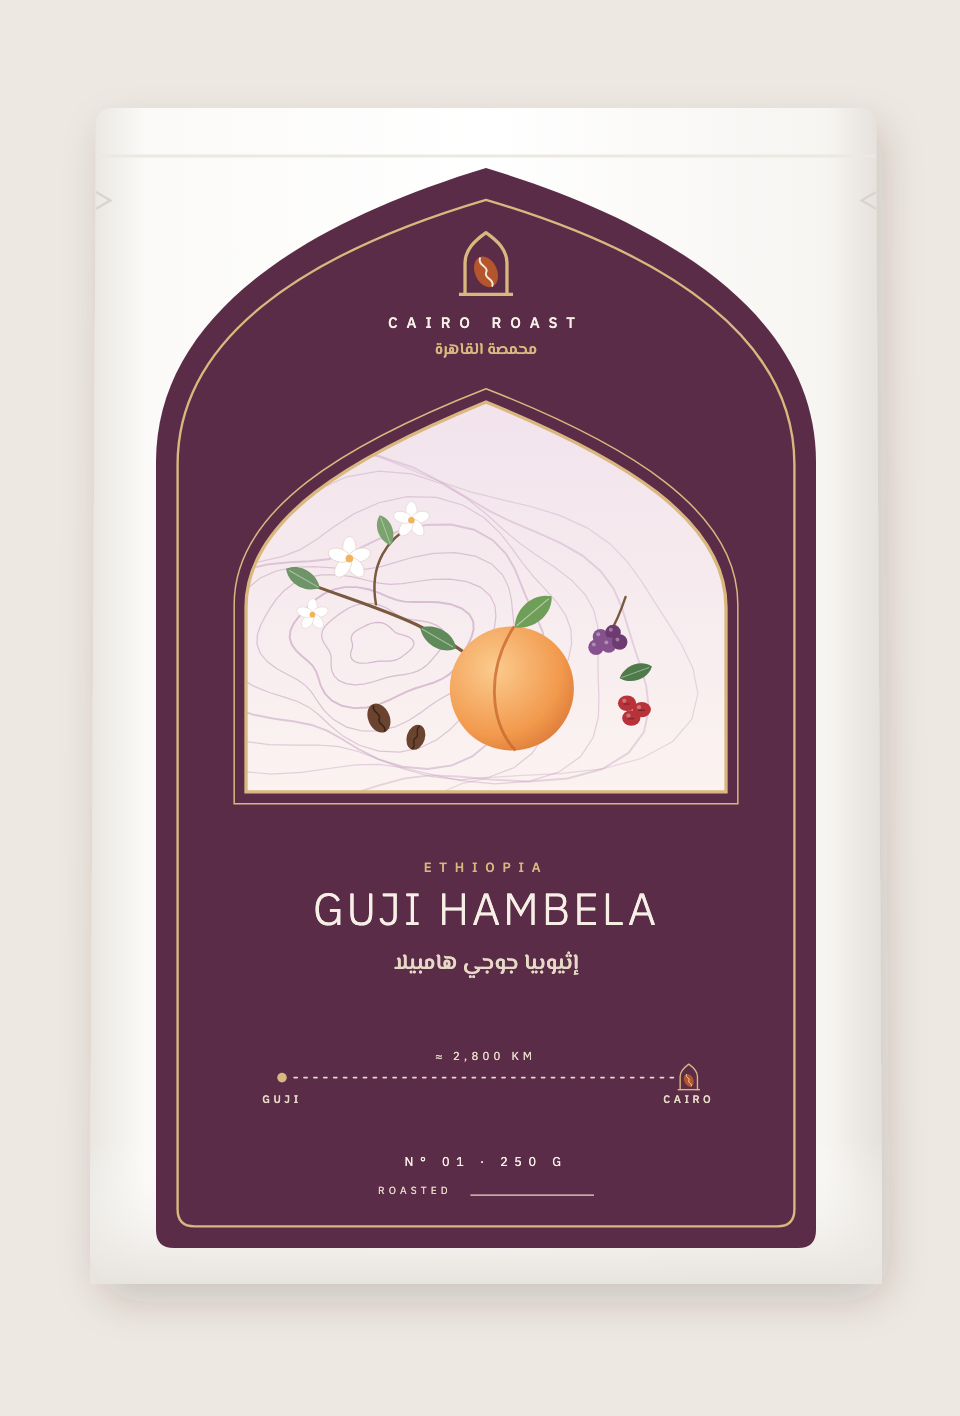 CAIRO ROAST
محمصة القاهرة
ETHIOPIA
GUJI HAMBELA
إثيوبيا جوجي هامبيلا
≈ 2,800 KM
GUJI
CAIRO
N° 01 · 250 G
ROASTED